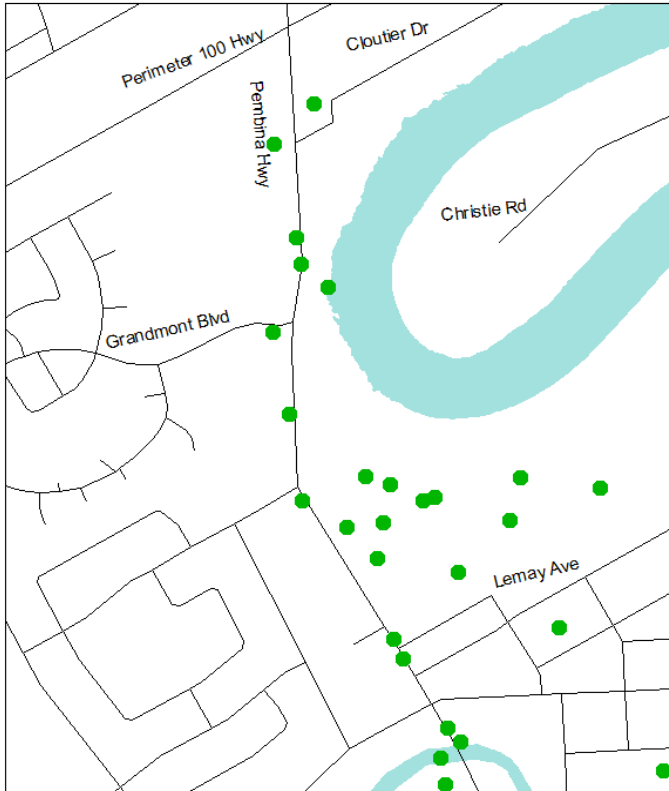 Perimeter 100 Hwy
Cloutier Dr
Pembina Hwy
Christie Rd
Grandmont Blvd
Lemay Ave